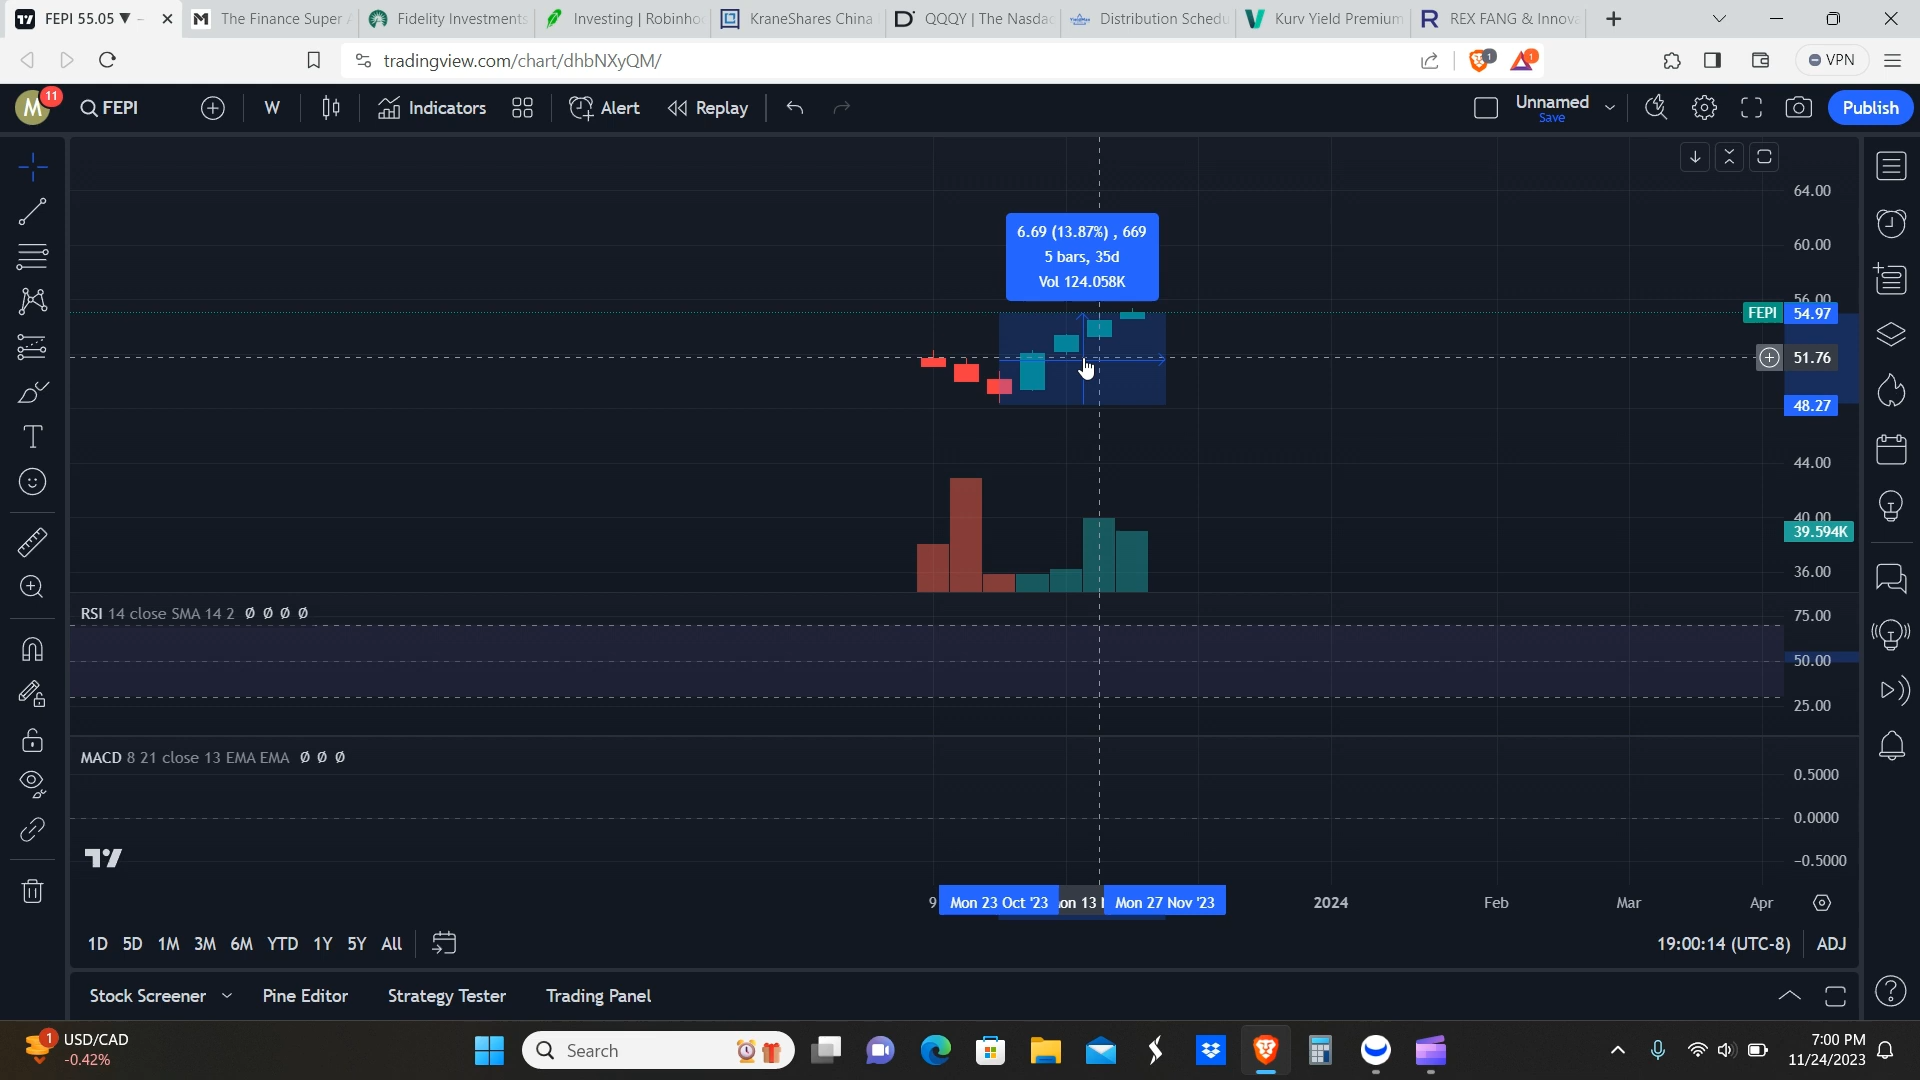 FEPI 55.05 ▼ -
The Finance Super
Fidelity Investments
Investing | Robinho
KraneShares China
QQQY | The Nasda
Distribution Schedu
Kurv Yield Premium
REX FANG & Innova
tradingview.com/chart/dhbNXyQM/
1
1
VPN
M
11
FEPI
W
Indicators
Alert
Replay
Unnamed
Save
Publish
64.00
6.69 (13.87%) , 669
5 bars, 35d
Vol 124.058K
60.00
56.00
FEPI 54.97
51.76
48.27
44.00
40.00
39.594K
36.00
RSI 14 close SMA 14 2 Ø Ø Ø Ø
75.00
50.00
25.00
MACD 8 21 close 13 EMA EMA Ø Ø Ø
0.5000
0.0000
-0.5000
9
Mon 23 Oct '23
on 13
Mon 27 Nov '23
2024
Feb
Mar
Apr
1D 5D 1M 3M 6M YTD 1Y 5Y All
19:00:14 (UTC-8)
ADJ
Stock Screener
Pine Editor
Strategy Tester
Trading Panel
1
USD/CAD
-0.42%
Search
7:00 PM
11/24/2023